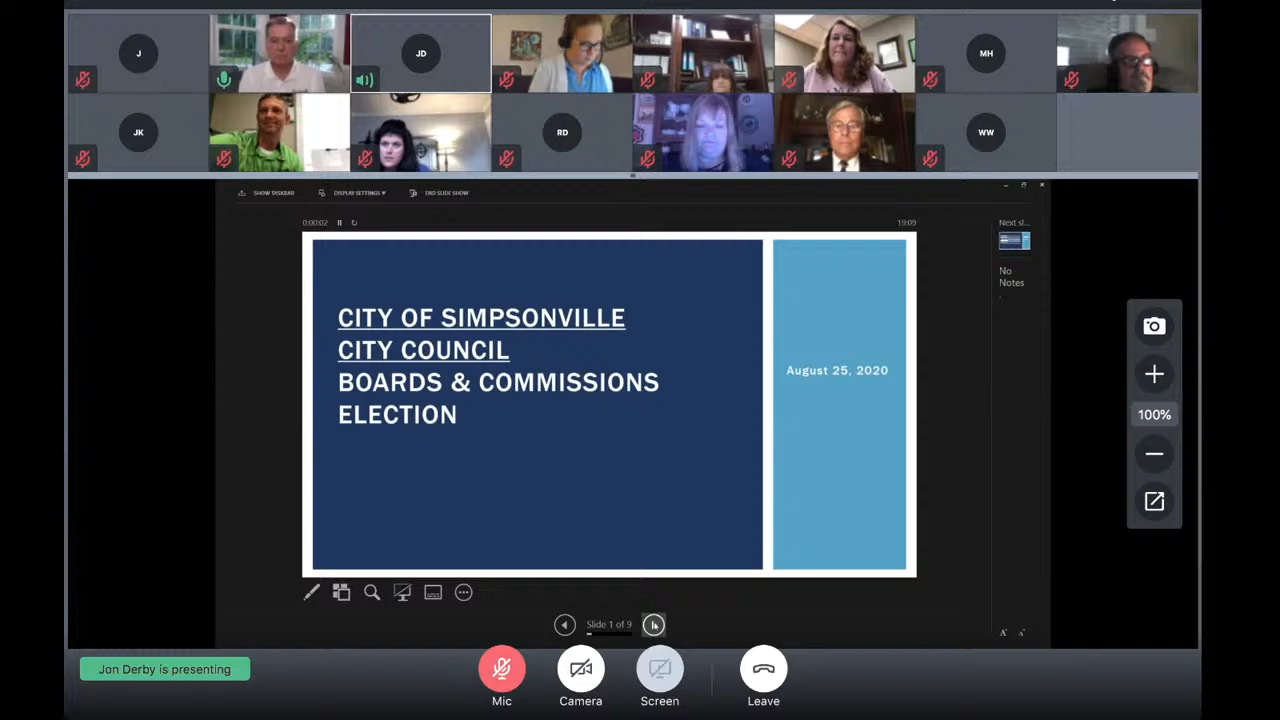 J
JD
MH
JK
RD
WW
SHOW TASKBAR
DISPLAY SETTINGS
END SLIDE SHOW
0:00:02
19:09
Next sl...
No
Notes
CITY OF SIMPSONVILLE
CITY COUNCIL
BOARDS & COMMISSIONS
ELECTION
August 25, 2020
100%
Slide 1 of 9
A
A
Jon Derby is presenting
Mic
Camera
Screen
Leave